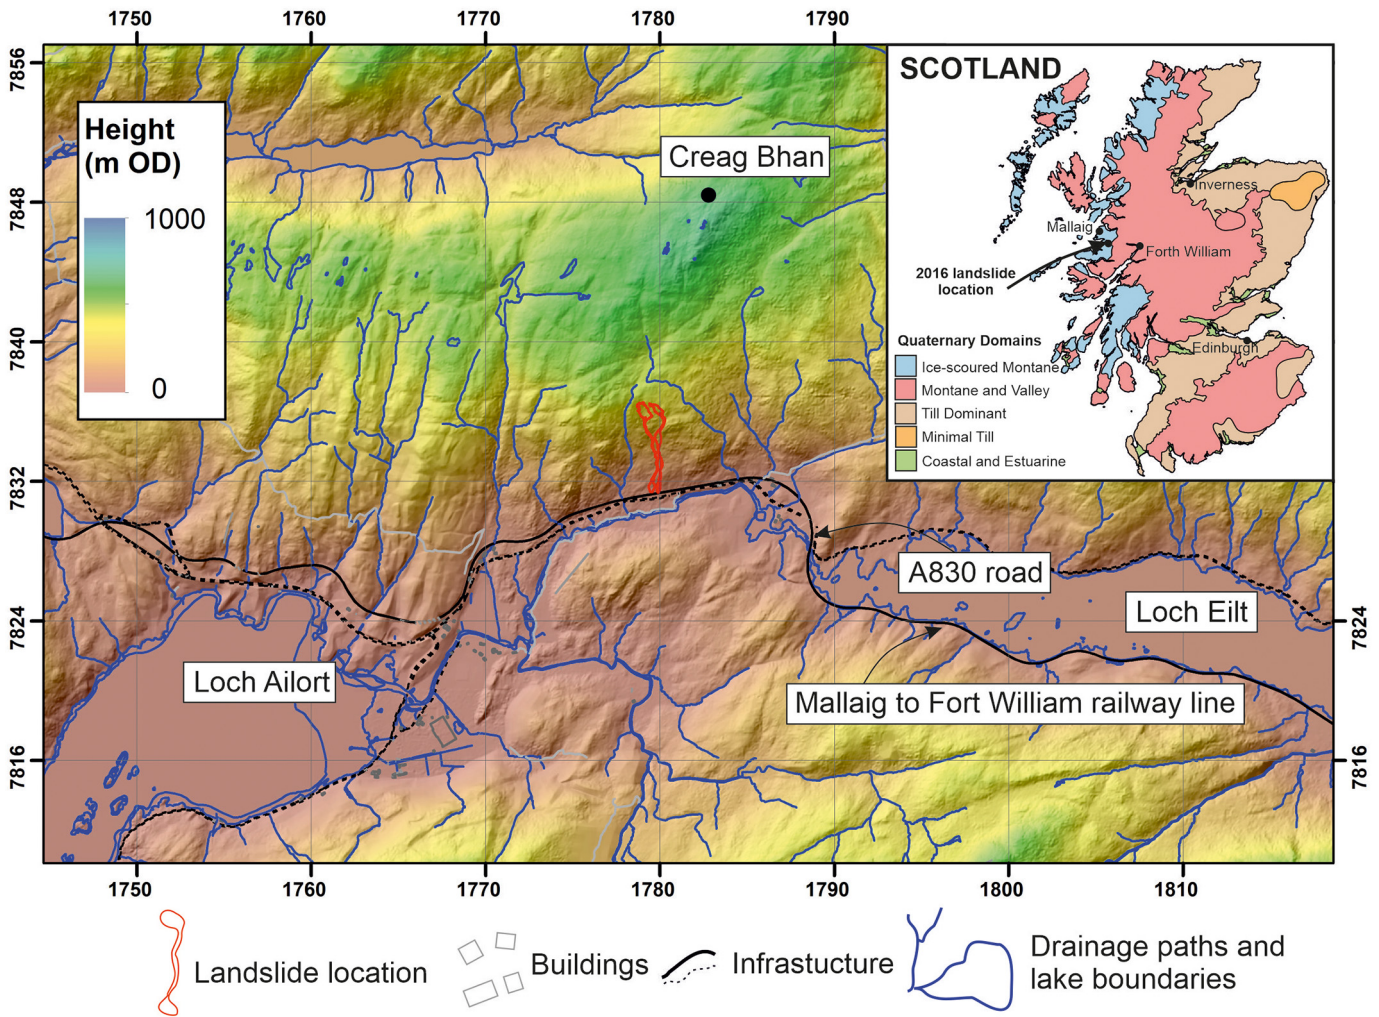 1750 1760 1770 1780 1790
7856
7848
7840
7832
7824
7816
Height
(m OD)
1000
0
Creag Bhan
SCOTLAND
Inverness
Mallaig
Forth William
2016 landslide
location
Edinburgh
Quaternary Domains
Ice-scoured Montane
Montane and Valley
Till Dominant
Minimal Till
Coastal and Estuarine
A830 road
Loch Eilt
Loch Ailort
Mallaig to Fort William railway line
7824
7816
1750 1760 1770 1780 1790 1800 1810
Landslide location
Buildings
Infrastucture
Drainage paths and
lake boundaries